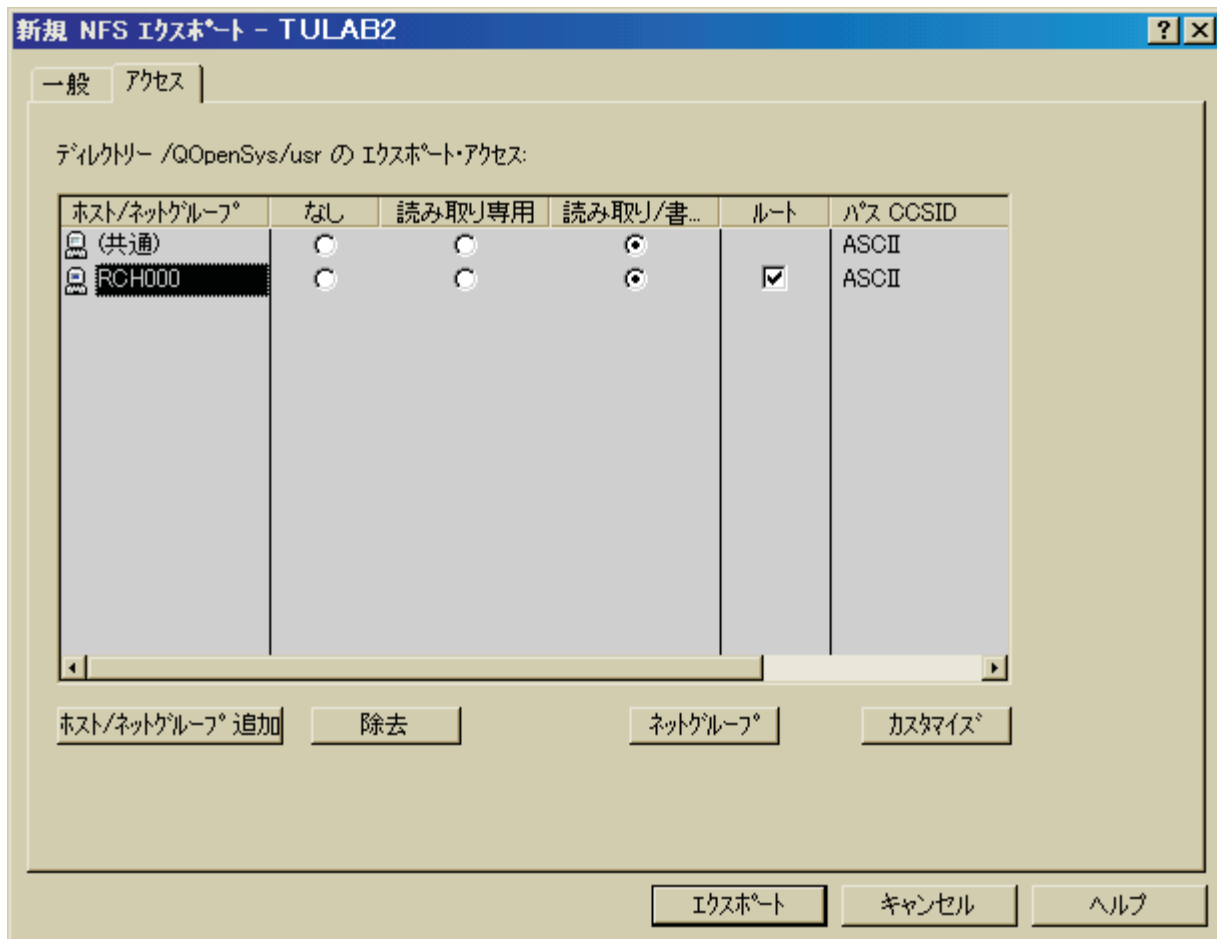 新規 NFS ｴｸｽﾎﾟｰﾄ - TULAB2
一般 ｱｸｾｽ
ﾃﾞｨﾚｸﾄﾘｰ /QOpenSys/usr の ｴｸｽﾎﾟｰﾄ･ｱｸｾｽ:
ﾎｽﾄ/ﾈｯﾄｸﾞﾙｰﾌﾟ なし 読み取り専用 読み取り/書... ﾙｰﾄ ﾊﾟｽ CCSID
(共通) ASCII
RCH000 ASCII
ﾎｽﾄ/ﾈｯﾄｸﾞﾙｰﾌﾟ 追加 除去 ﾈｯﾄｸﾞﾙｰﾌﾟ ｶｽﾀﾏｲｽﾞ
ｴｸｽﾎﾟｰﾄ キャンセル ヘルプ